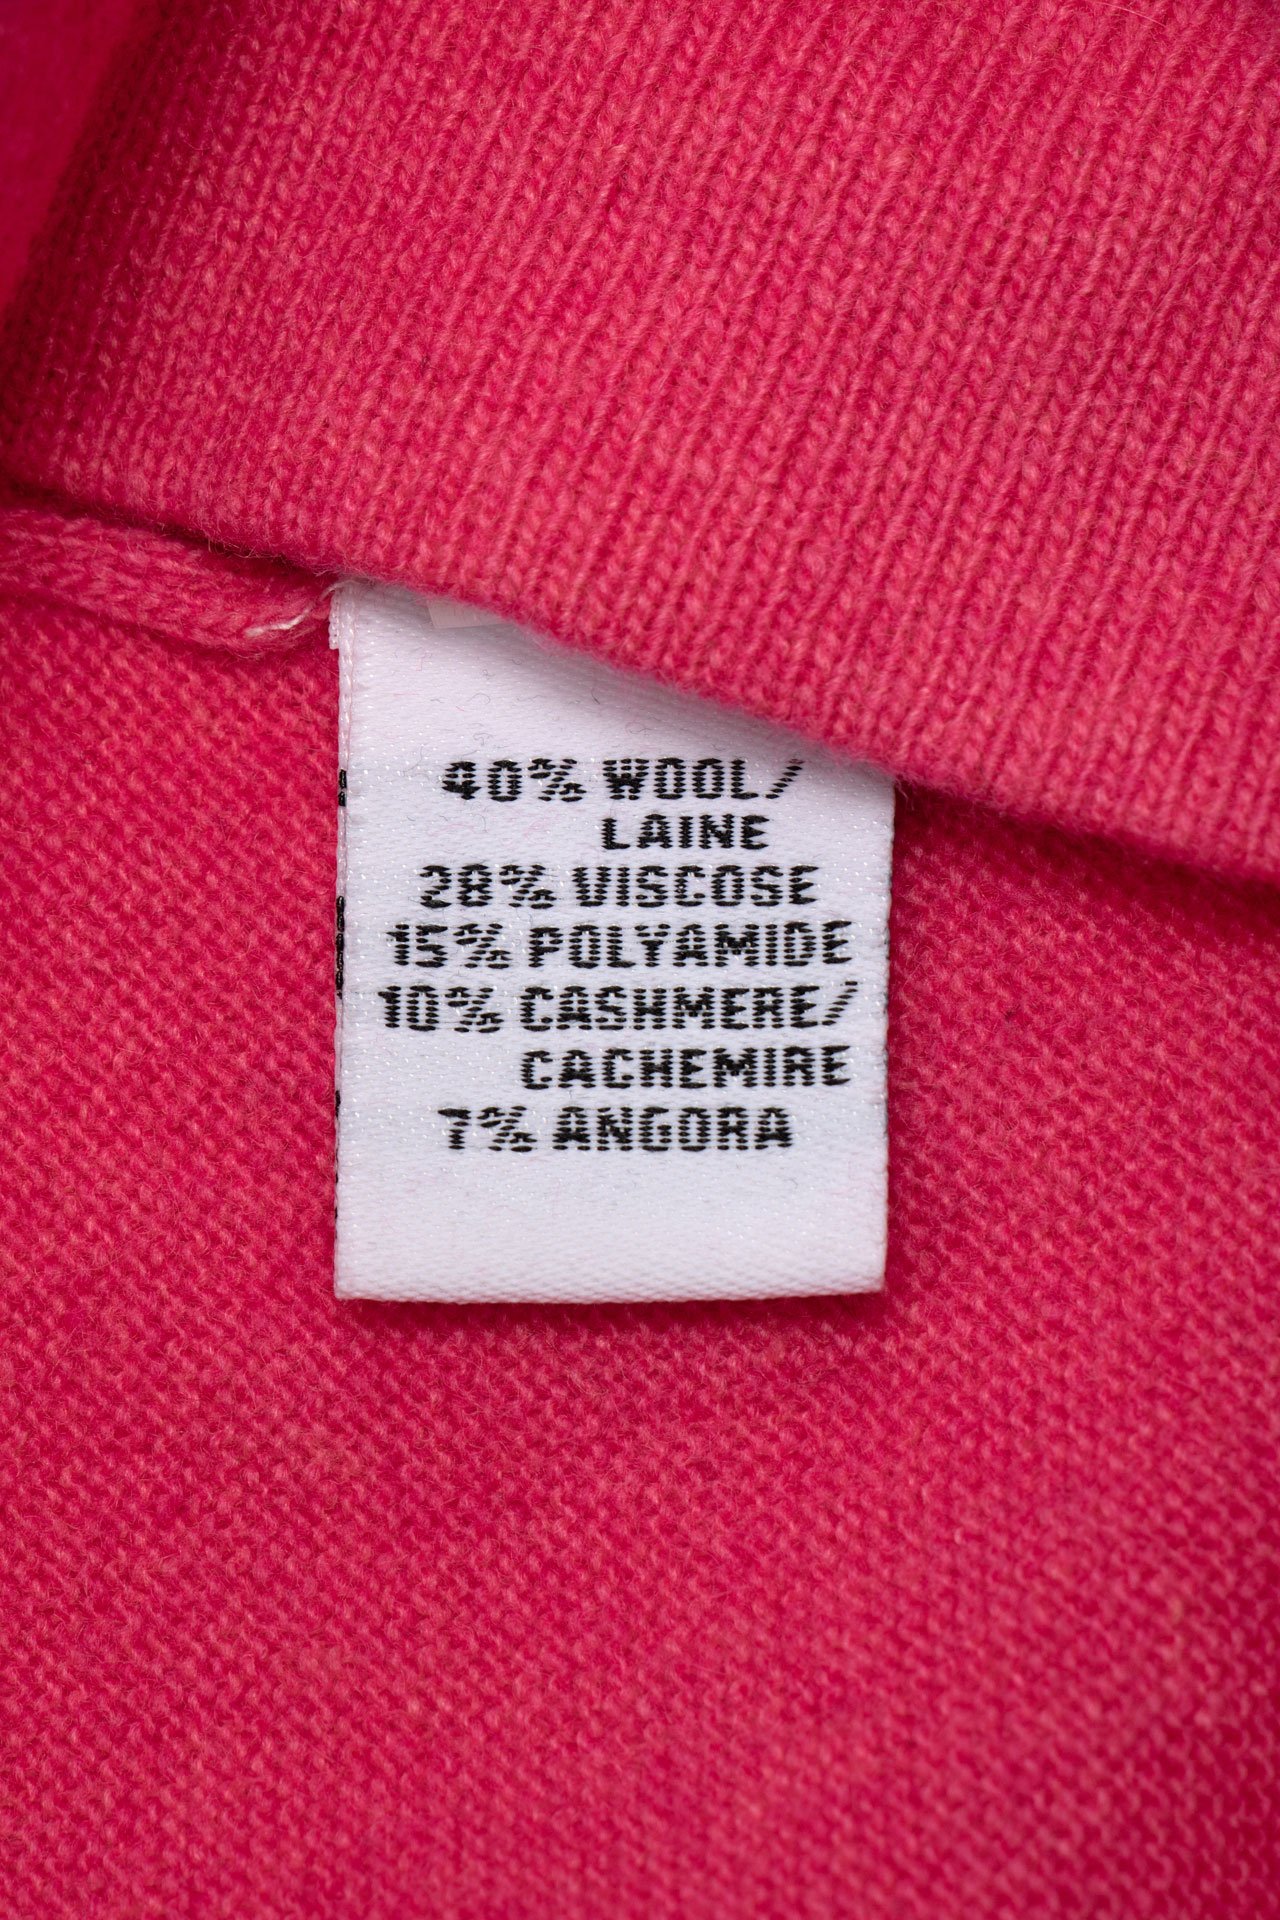 40% WOOL/
LAINE
28% VISCOSE
15% POLYAMIDE
10% CASHMERE/
CACHEMIRE
7% ANGORA